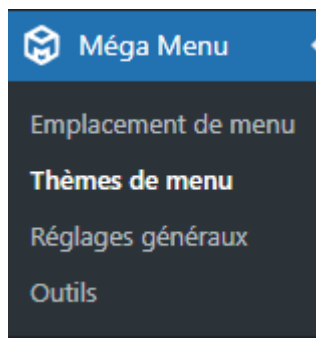 Méga Menu
Emplacement de menu
Thèmes de menu
Réglages généraux
Outils